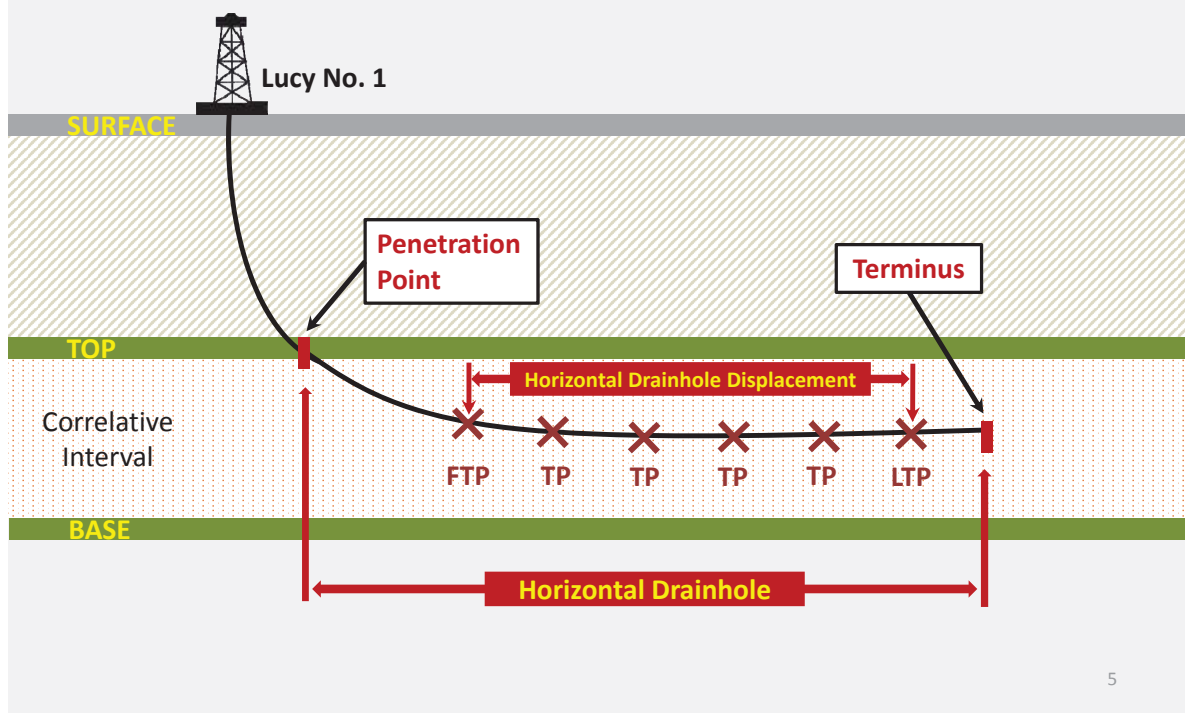 Lucy No. 1
SURFACE
Penetration
Point
Terminus
TOP
Horizontal Drainhole Displacement
Correlative
Interval
FTP
TP
TP
TP
TP
LTP
BASE
Horizontal Drainhole
5